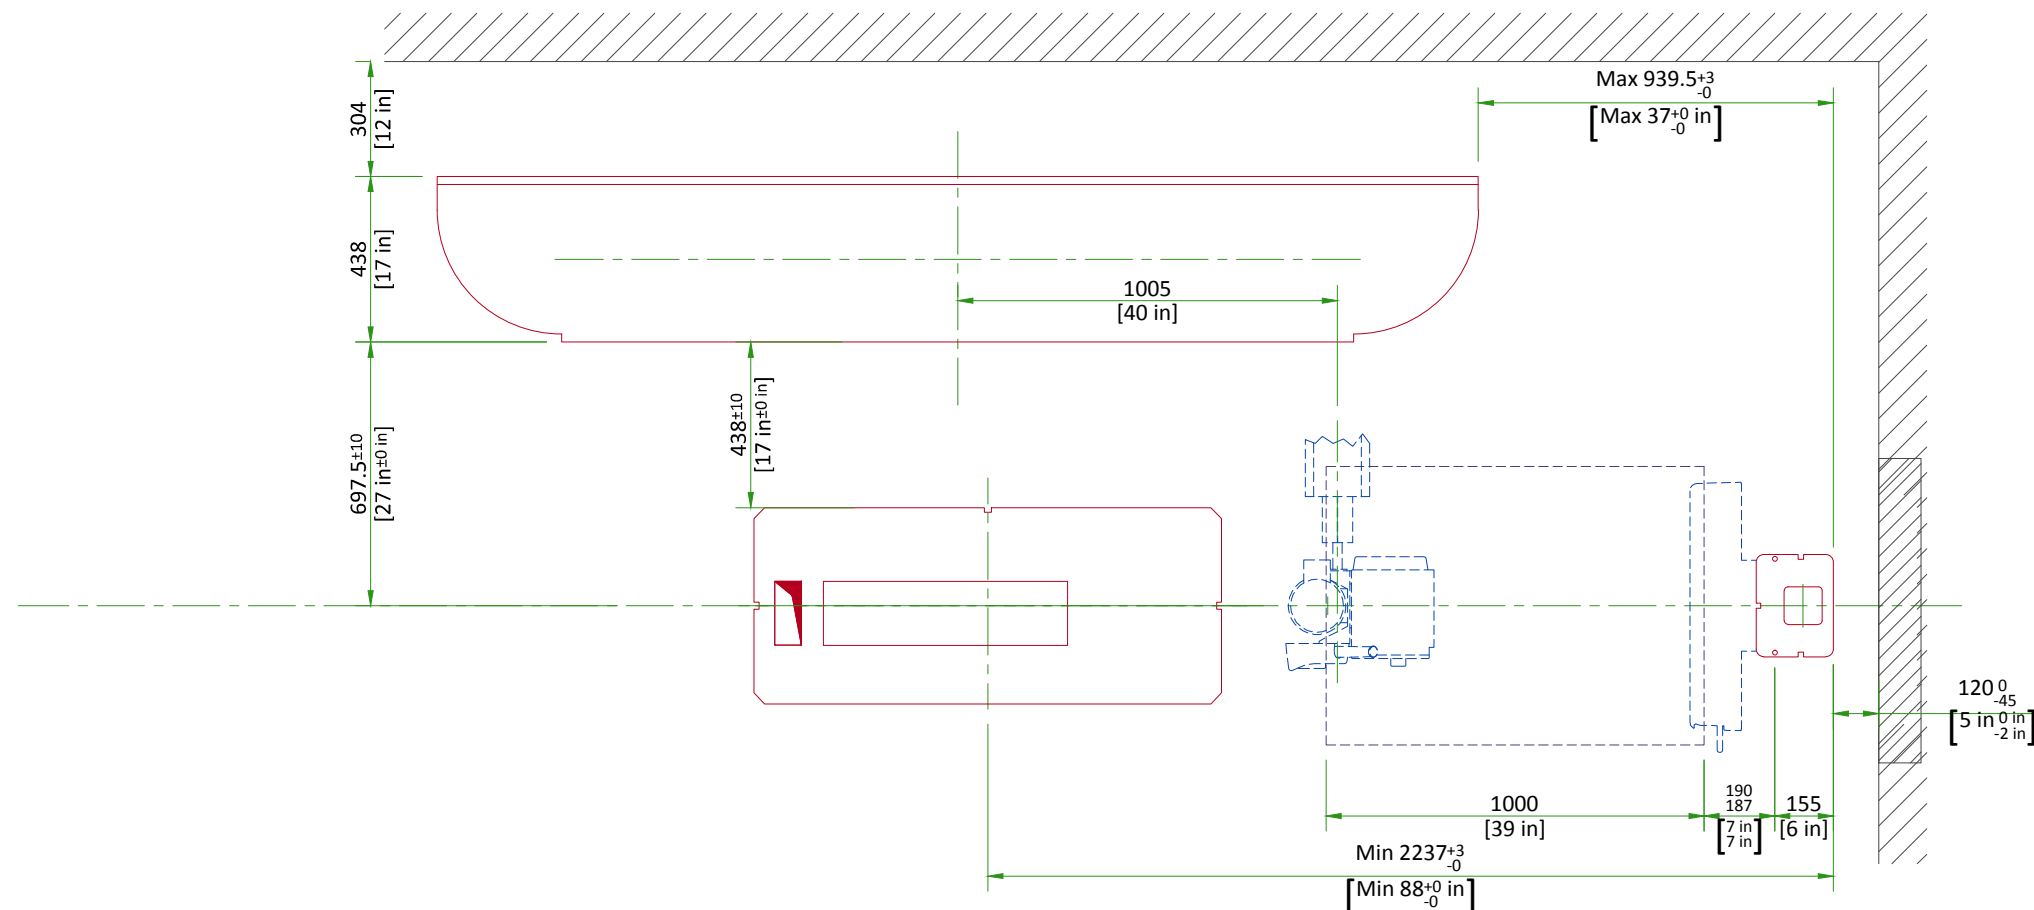 Max 939.5+3 -0
[Max 37+0 -0 in]
304
[12 in]
438
[17 in]
1005
[40 in]
697.5±10
[27 in±0 in]
438±10
[17 in±0 in]
120 0 -45
[5 in 0 in -2 in]
1000
[39 in]
190
187
[7 in
7 in]
155
[6 in]
Min 2237+3 -0
[Min 88+0 -0 in]